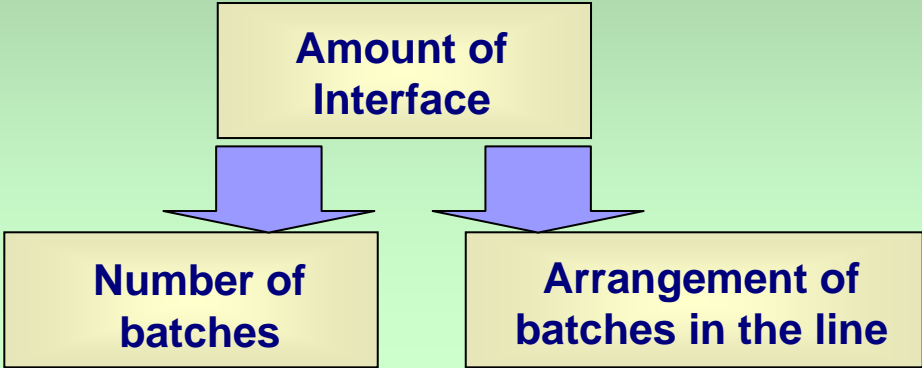 Amount of
Interface
Number of
batches
Arrangement of
batches in the line